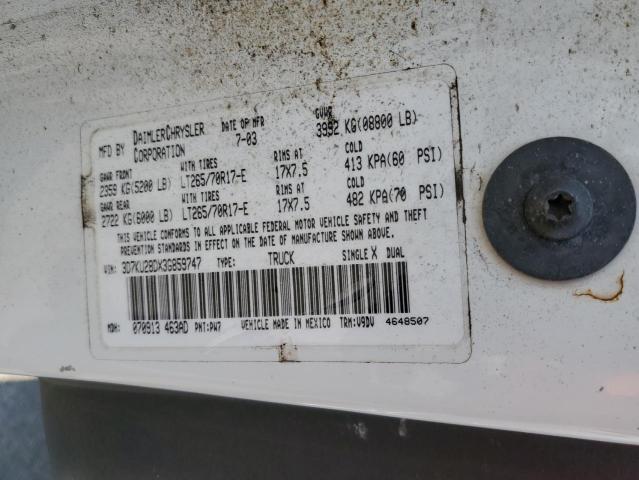 MFD BY DAIMLERCHRYSLER CORPORATION DATE OF MFR 7-03 GVWR 3992 KG(08800 LB)
GAWR FRONT WITH TIRES RIMS AT COLD
2359 KG(5200 LB) LT265/70R17-E 17X7.5 413 KPA(60 PSI)
GAWR REAR WITH TIRES RIMS AT COLD
2722 KG(6000 LB) LT265/70R17-E 17X7.5 482 KPA(70 PSI)
THIS VEHICLE CONFORMS TO ALL APPLICABLE FEDERAL MOTOR VEHICLE SAFETY AND THEFT
PREVENTION STANDARDS IN EFFECT ON THE DATE OF MANUFACTURE SHOWN ABOVE.
VIN: 3D7KU28DX3G859747 TYPE: TRUCK SINGLE X DUAL
MDH: 070913 463AD PNT:PW7 VEHICLE MADE IN MEXICO TRM:V9DV 4648507